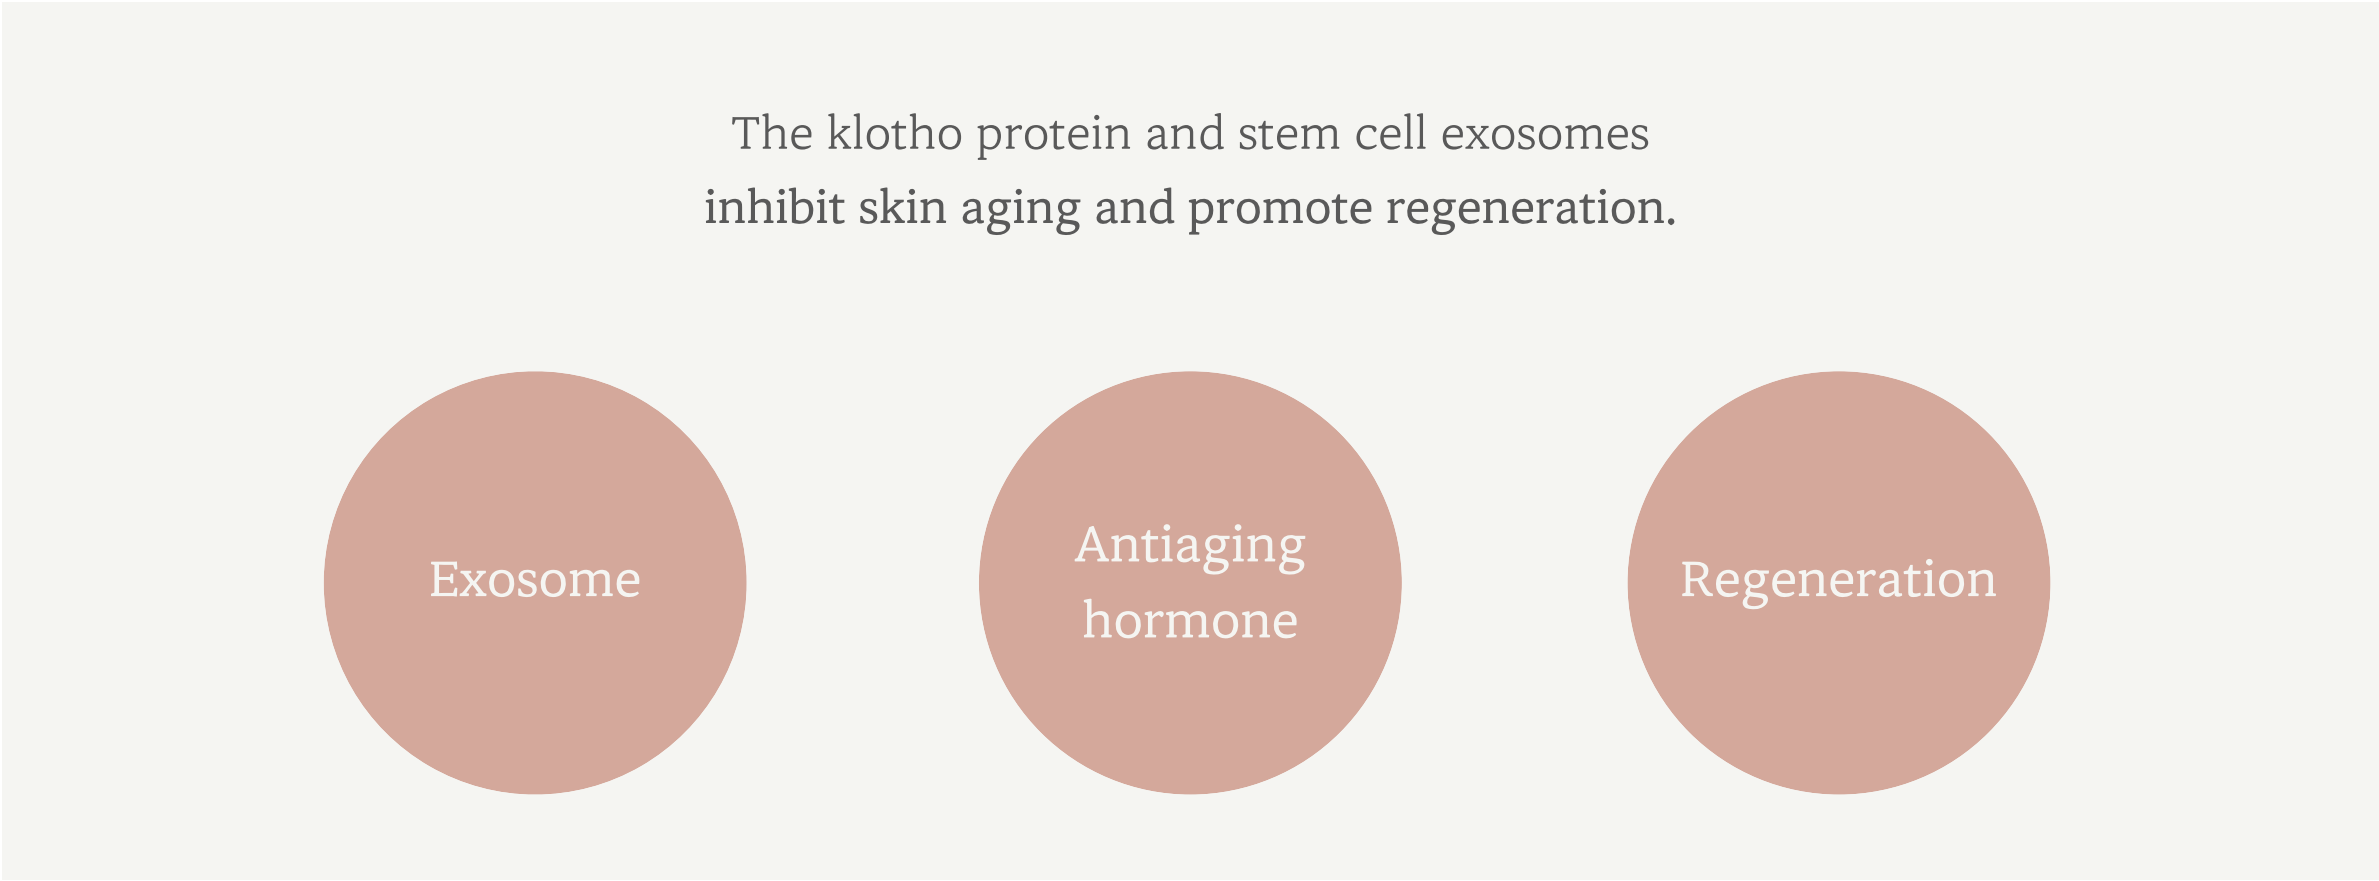 The klotho protein and stem cell exosomes
inhibit skin aging and promote regeneration.
Exosome
Antiaging
hormone
Regeneration